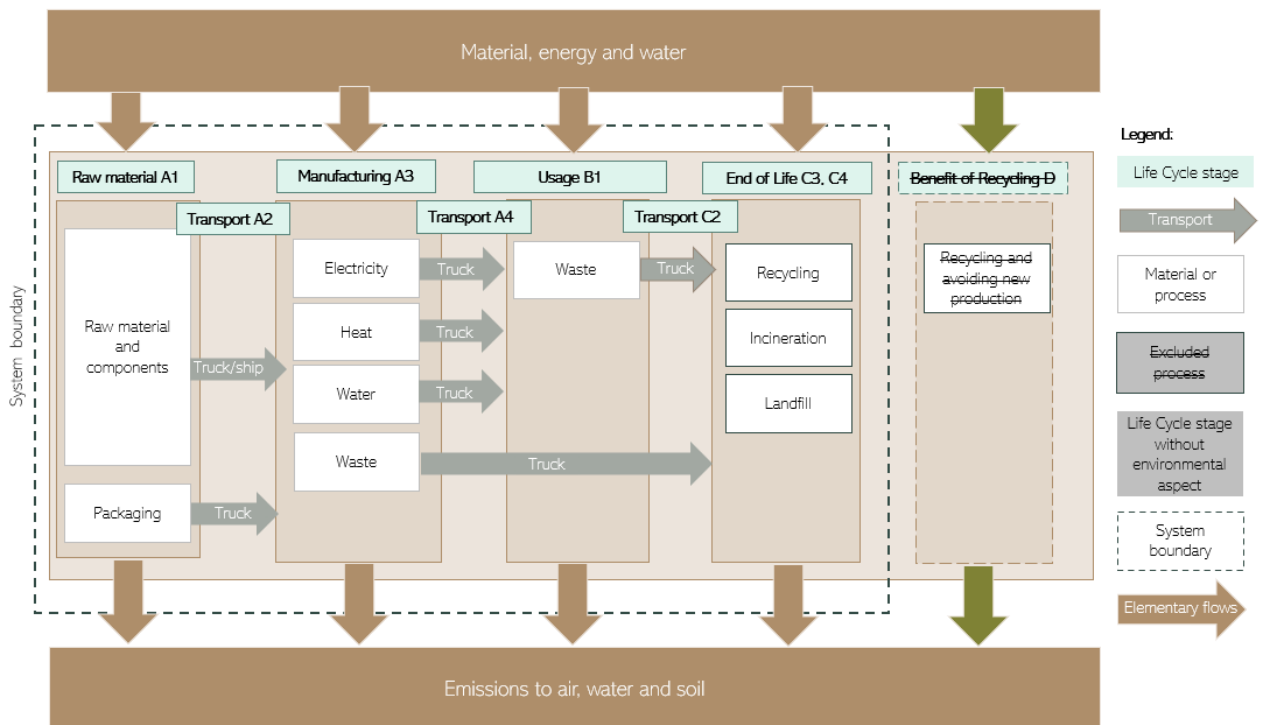 Material, energy and water
System boundary
Raw material A1
Manufacturing A3
Usage B1
End of Life C3, C4
Benefit of Recycling D
Transport A2
Transport A4
Transport C2
Raw material
and
components
Packaging
Truck/ship
Truck
Electricity
Heat
Water
Waste
Truck
Truck
Truck
Truck
Waste
Truck
Recycling
Incineration
Landfill
Recycling and
avoiding new
production
Emissions to air, water and soil
Legend:
Life Cycle stage
Transport
Material or
process
Excluded
process
Life Cycle stage
without
environmental
aspect
System
boundary
Elementary flows